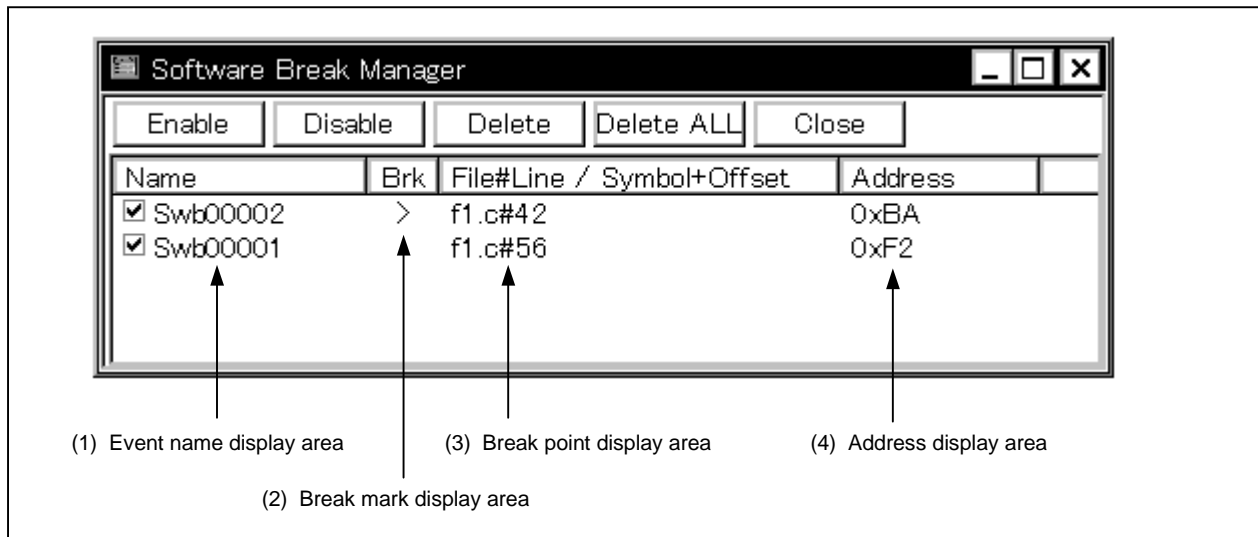 Software Break Manager
Enable Disable Delete Delete ALL Close
Name Brk File#Line / Symbol+Offset Address
Swb00002 > f1.c#42 0xBA
Swb00001 f1.c#56 0xF2
(1) Event name display area (3) Break point display area (4) Address display area
(2) Break mark display area